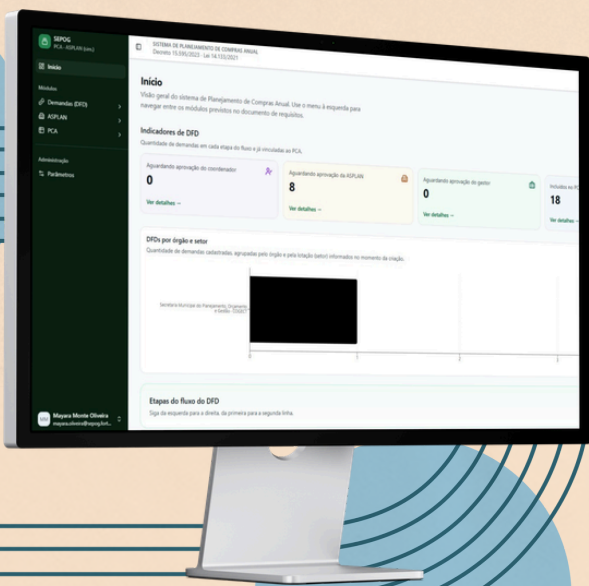 SEPOG
PCA - ASPLAN
Início
Módulos
Demandas (DFD)
ASPLAN
PCA
Administração
Parâmetros
Mayara Monte Oliveira
SISTEMA DE PLANEJAMENTO DE COMPRAS ANUAL
Decreto 15.595/2023 - Lei 14.133/2021
Início
Visão geral do sistema de Planejamento de Compras Anual. Use o menu à esquerda para
navegar entre os módulos previstos no documento de requisitos.
Indicadores de DFD
Quantidade de demandas em cada etapa do fluxo e já vinculadas ao PCA.
Aguardando aprovação do coordenador
0
Ver detalhes
Aguardando aprovação da ASPLAN
8
Ver detalhes
Aguardando aprovação do gestor
0
Ver detalhes
Incluídos no
18
Ver detalhes
DFDs por órgão e setor
Quantidade de demandas cadastradas, agrupadas pelo órgão e pela lotação (setor) informados no momento da criação.
Secretaria Municipal do Planejamento, Orçamento
e Gestão
0
Etapas do fluxo do DFD
Siga da esquerda para a direita, da primeira para a segunda linha.